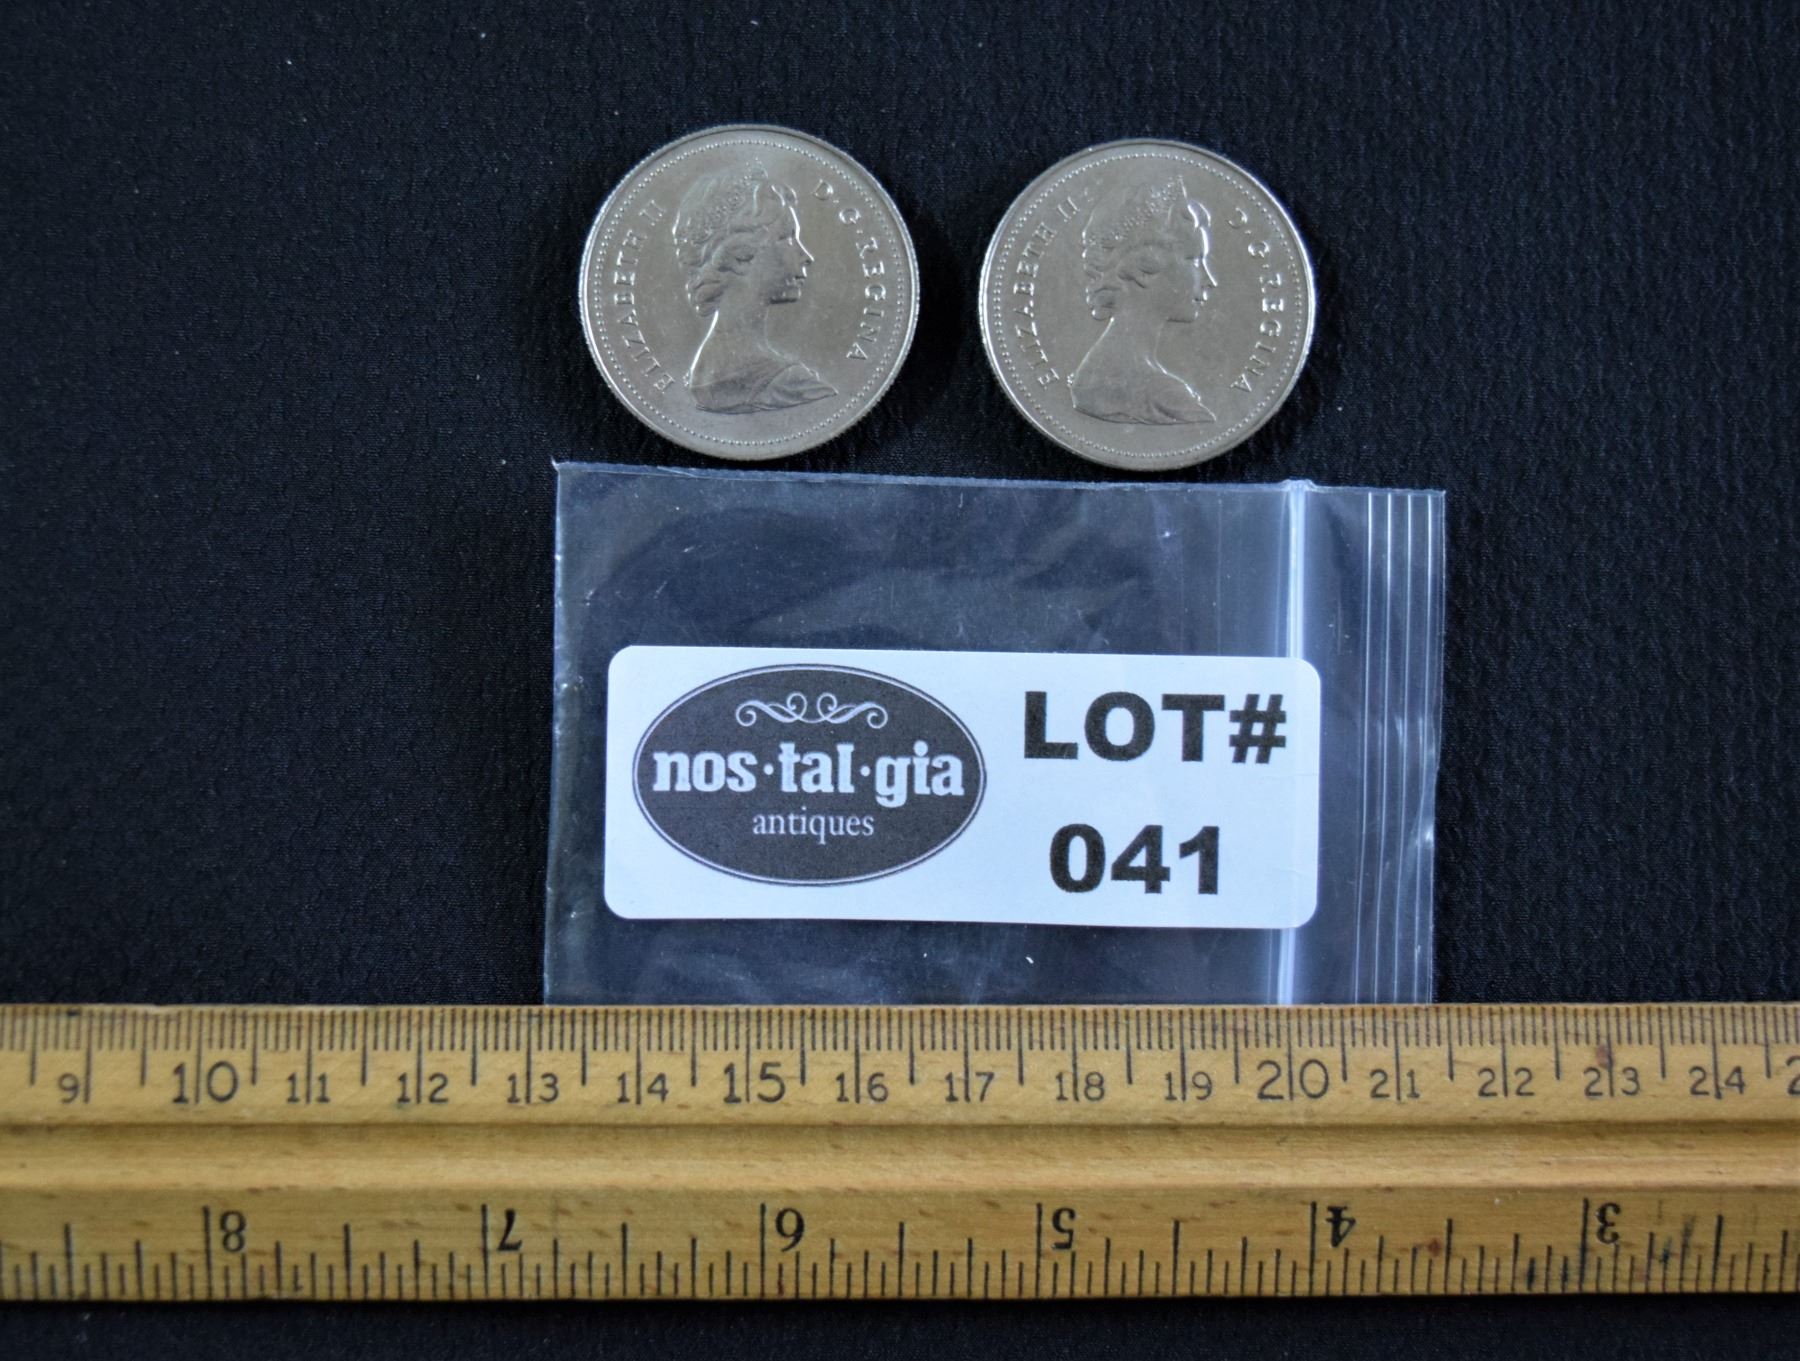 ELIZABETH II D·G·REGINA
ELIZABETH II D·G·REGINA
nos·tal·gia
antiques
LOT#
041
9 10 11 12 13 14 15 16 17 18 19 20 21 22 23 24 2
8 7 6 5 4 3